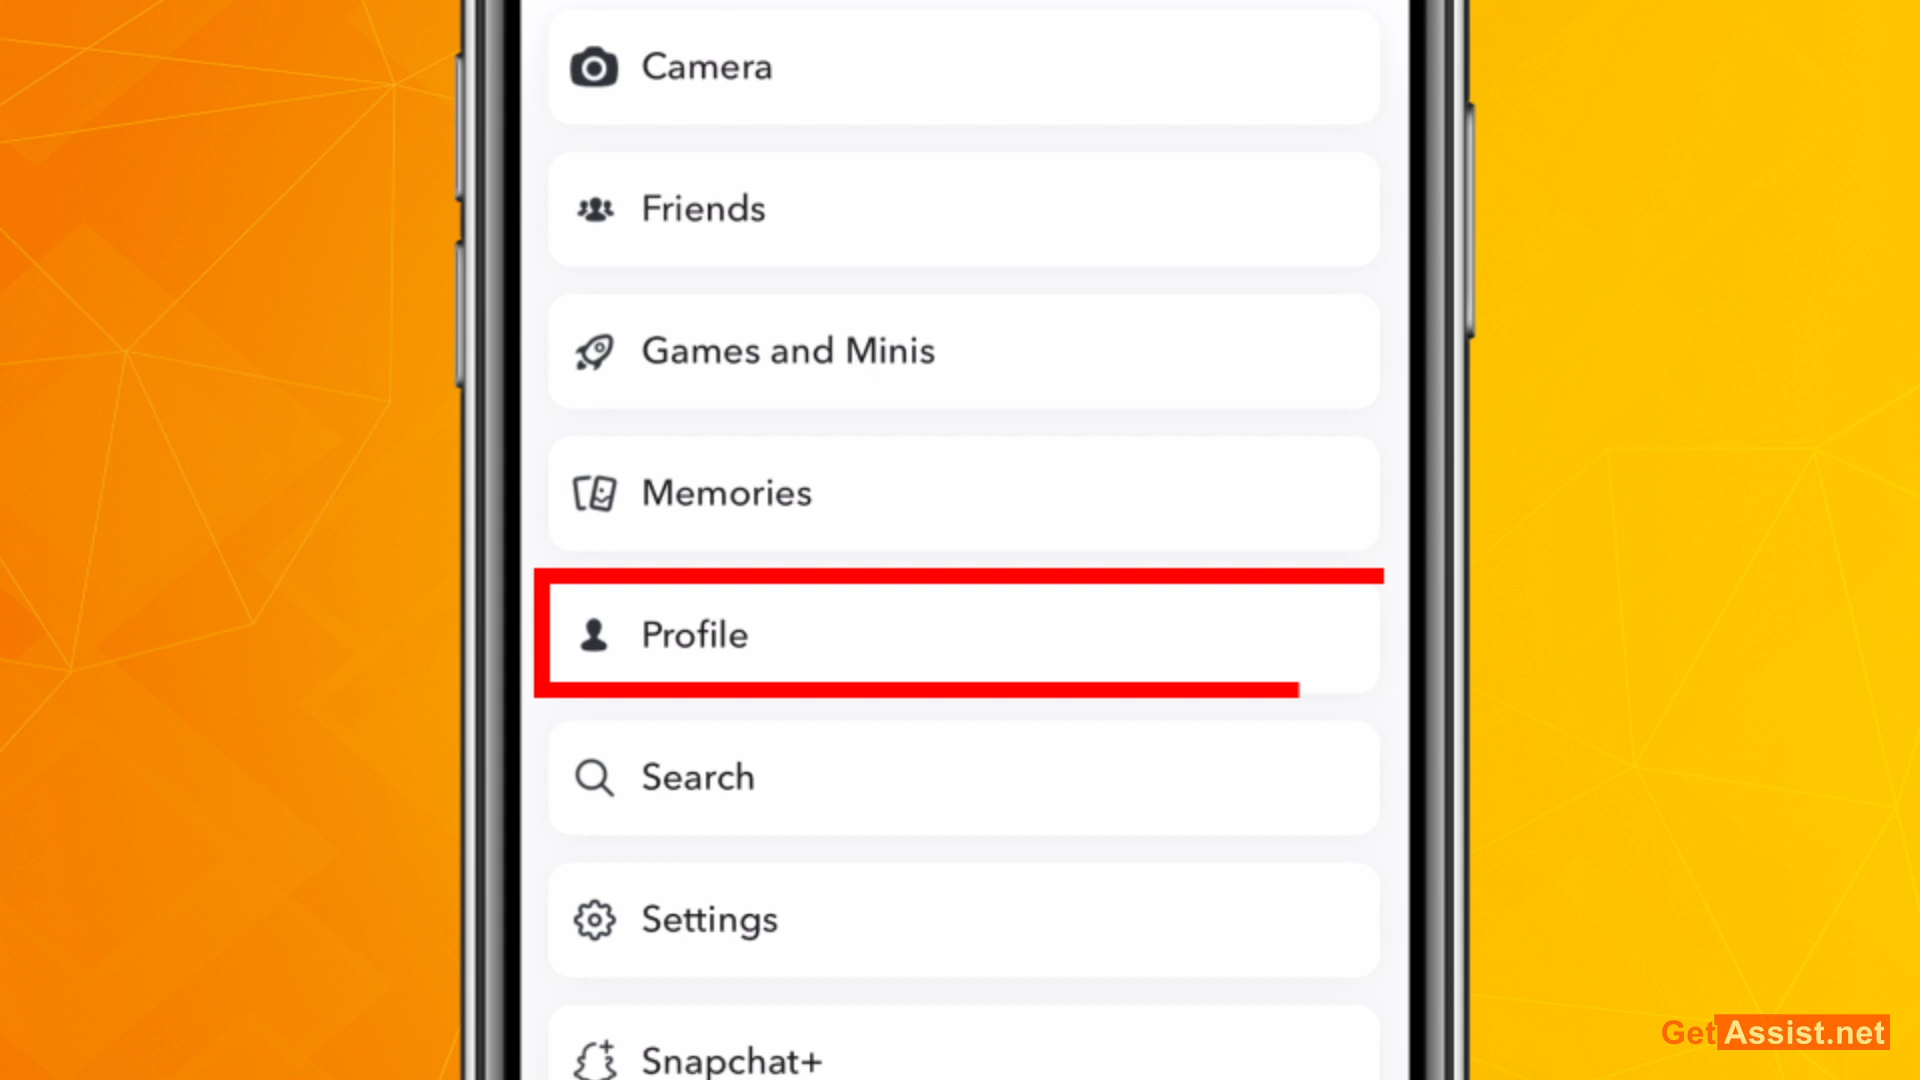 Camera
Friends
Games and Minis
Memories
Profile
Search
Settings
Snapchat+
GetAssist.net